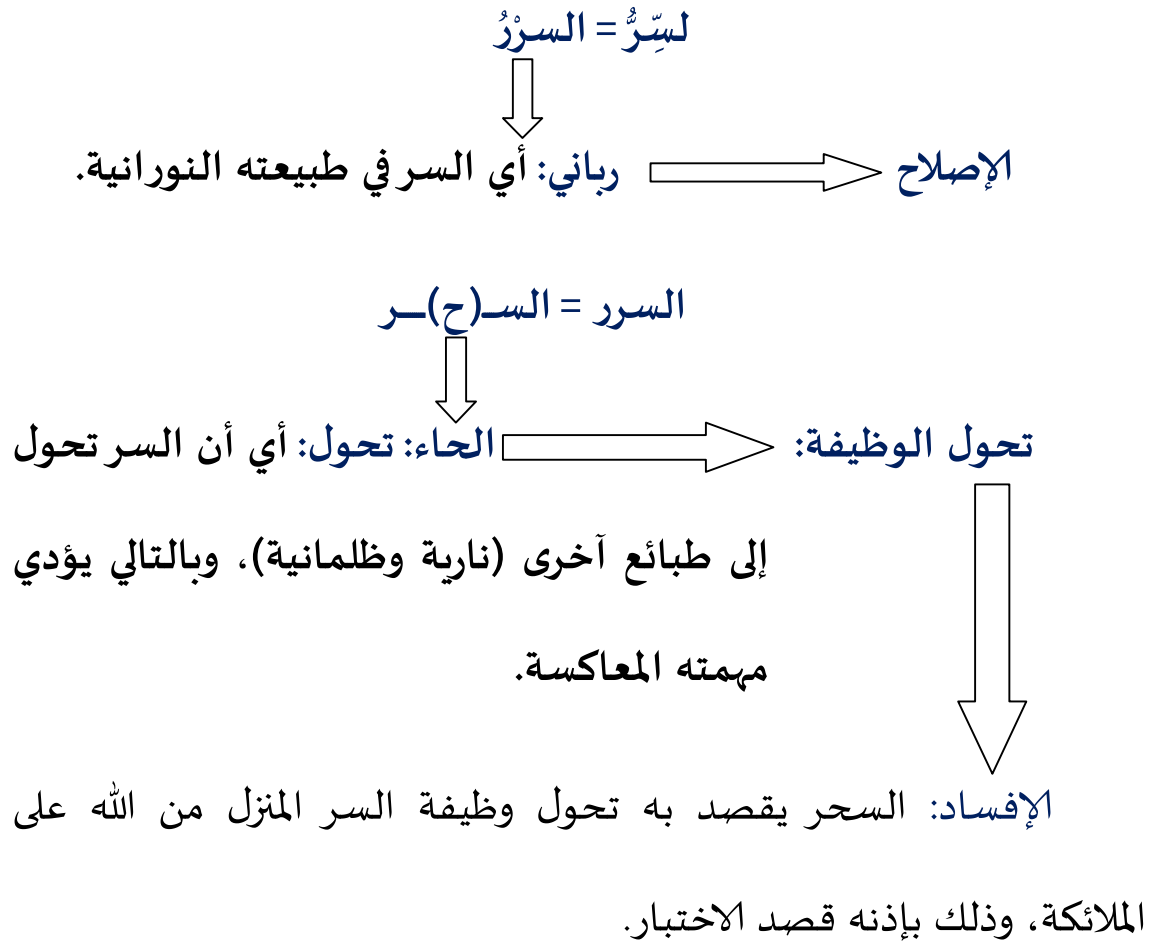 لسِّرُّ = السرْرُ
الإصلاح رباني: أي السر في طبيعته النورانية.
السرر = السـ(ح)ـر
تحول الوظيفة: الحاء: تحول: أي أن السر تحول
إلى طبائع آخرى (نارية وظلمانية)، وبالتالي يؤدي
مهمته المعاكسة.
الإفساد: السحر يقصد به تحول وظيفة السر المنزل من الله على
الملائكة، وذلك بإذنه قصد الاختبار.